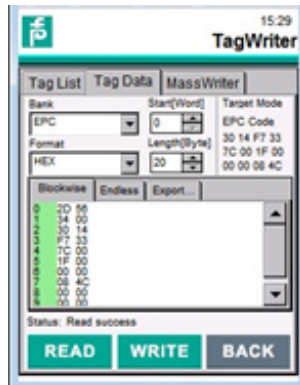 15:29
TagWriter
Tag List Tag Data MassWriter
Bank Start[Word] Target Mode
EPC 0 EPC Code
Format Length[Byte] 30 14 F7 33
HEX 20 7C 00 1F 00
00 00 08 4C
Blockwise Endless Export...
0 2D 56
1 34 00
2 30 14
3 F7 33
4 7C 00
5 1F 00
6 00 00
7 08 4C
8 00 00
9 00 00
Status: Read success
READ WRITE BACK